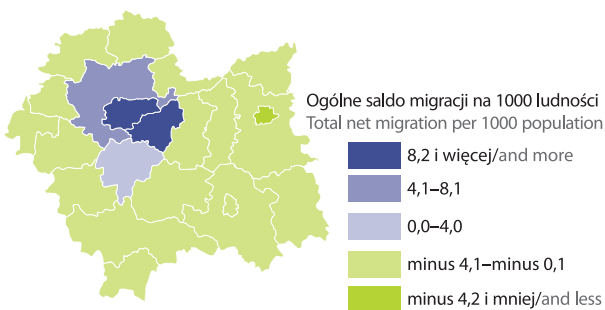 Ogólne saldo migracji na 1000 ludności
Total net migration per 1000 population
8,2 i więcej/and more
4,1–8,1
0,0–4,0
minus 4,1–minus 0,1
minus 4,2 i mniej/and less